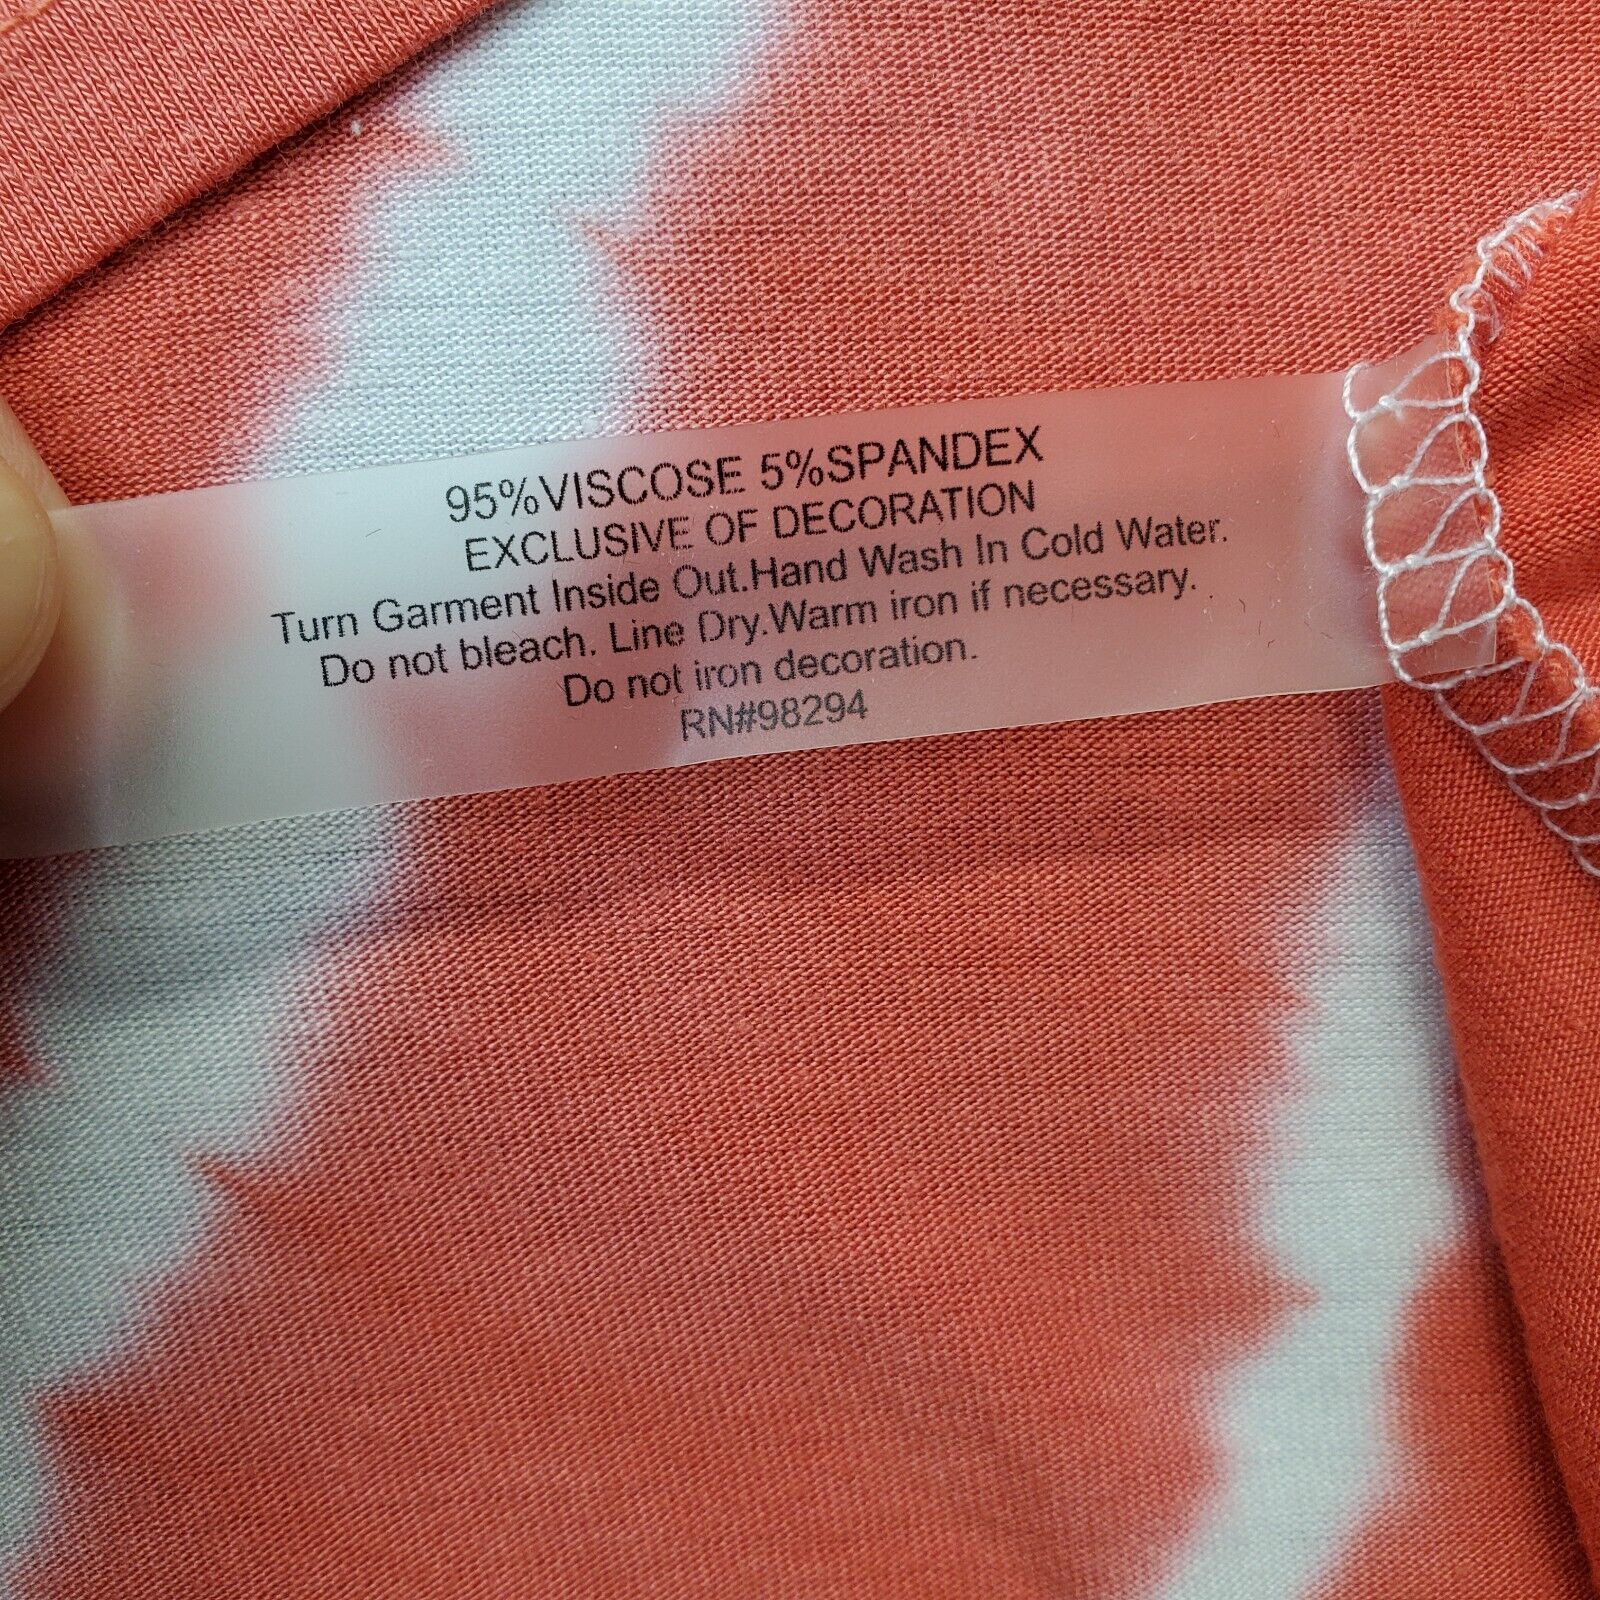 95%VISCOSE 5%SPANDEX
EXCLUSIVE OF DECORATION
Turn Garment Inside Out.Hand Wash In Cold Water.
Do not bleach. Line Dry.Warm iron if necessary.
Do not iron decoration.
RN#98294